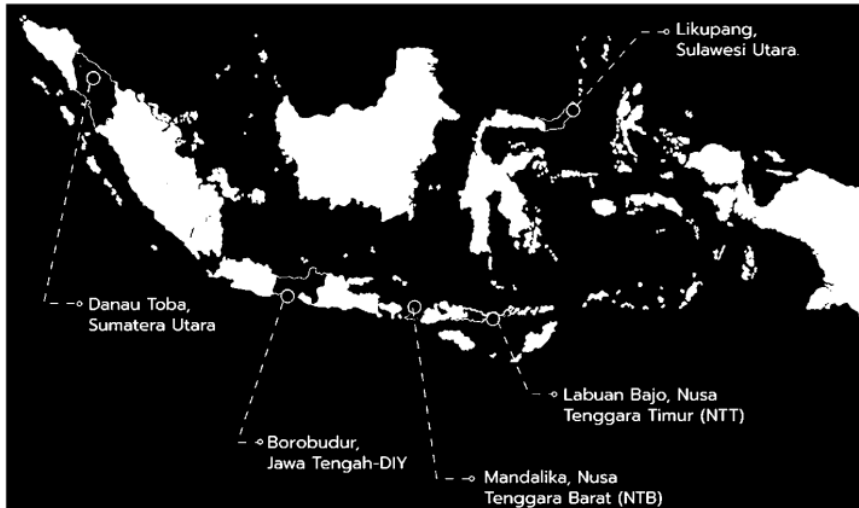 Likupang,
Sulawesi Utara.
Danau Toba,
Sumatera Utara
Labuan Bajo, Nusa
Tenggara Timur (NTT)
Borobudur,
Jawa Tengah-DIY
Mandalika, Nusa
Tenggara Barat (NTB)